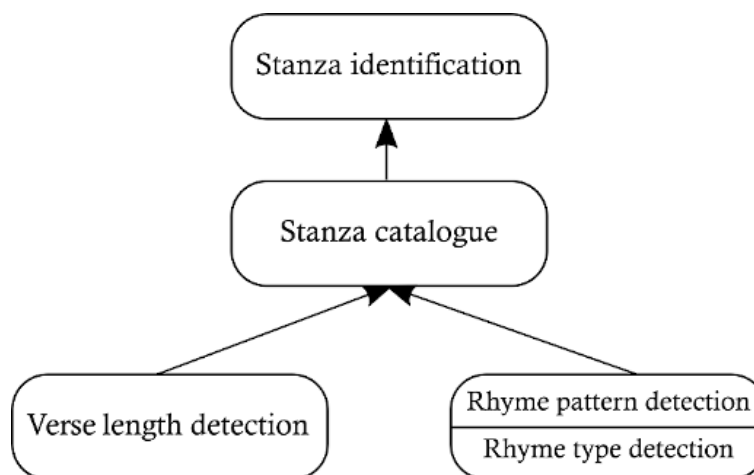 Stanza identification
Stanza catalogue
Verse length detection
Rhyme pattern detection
Rhyme type detection